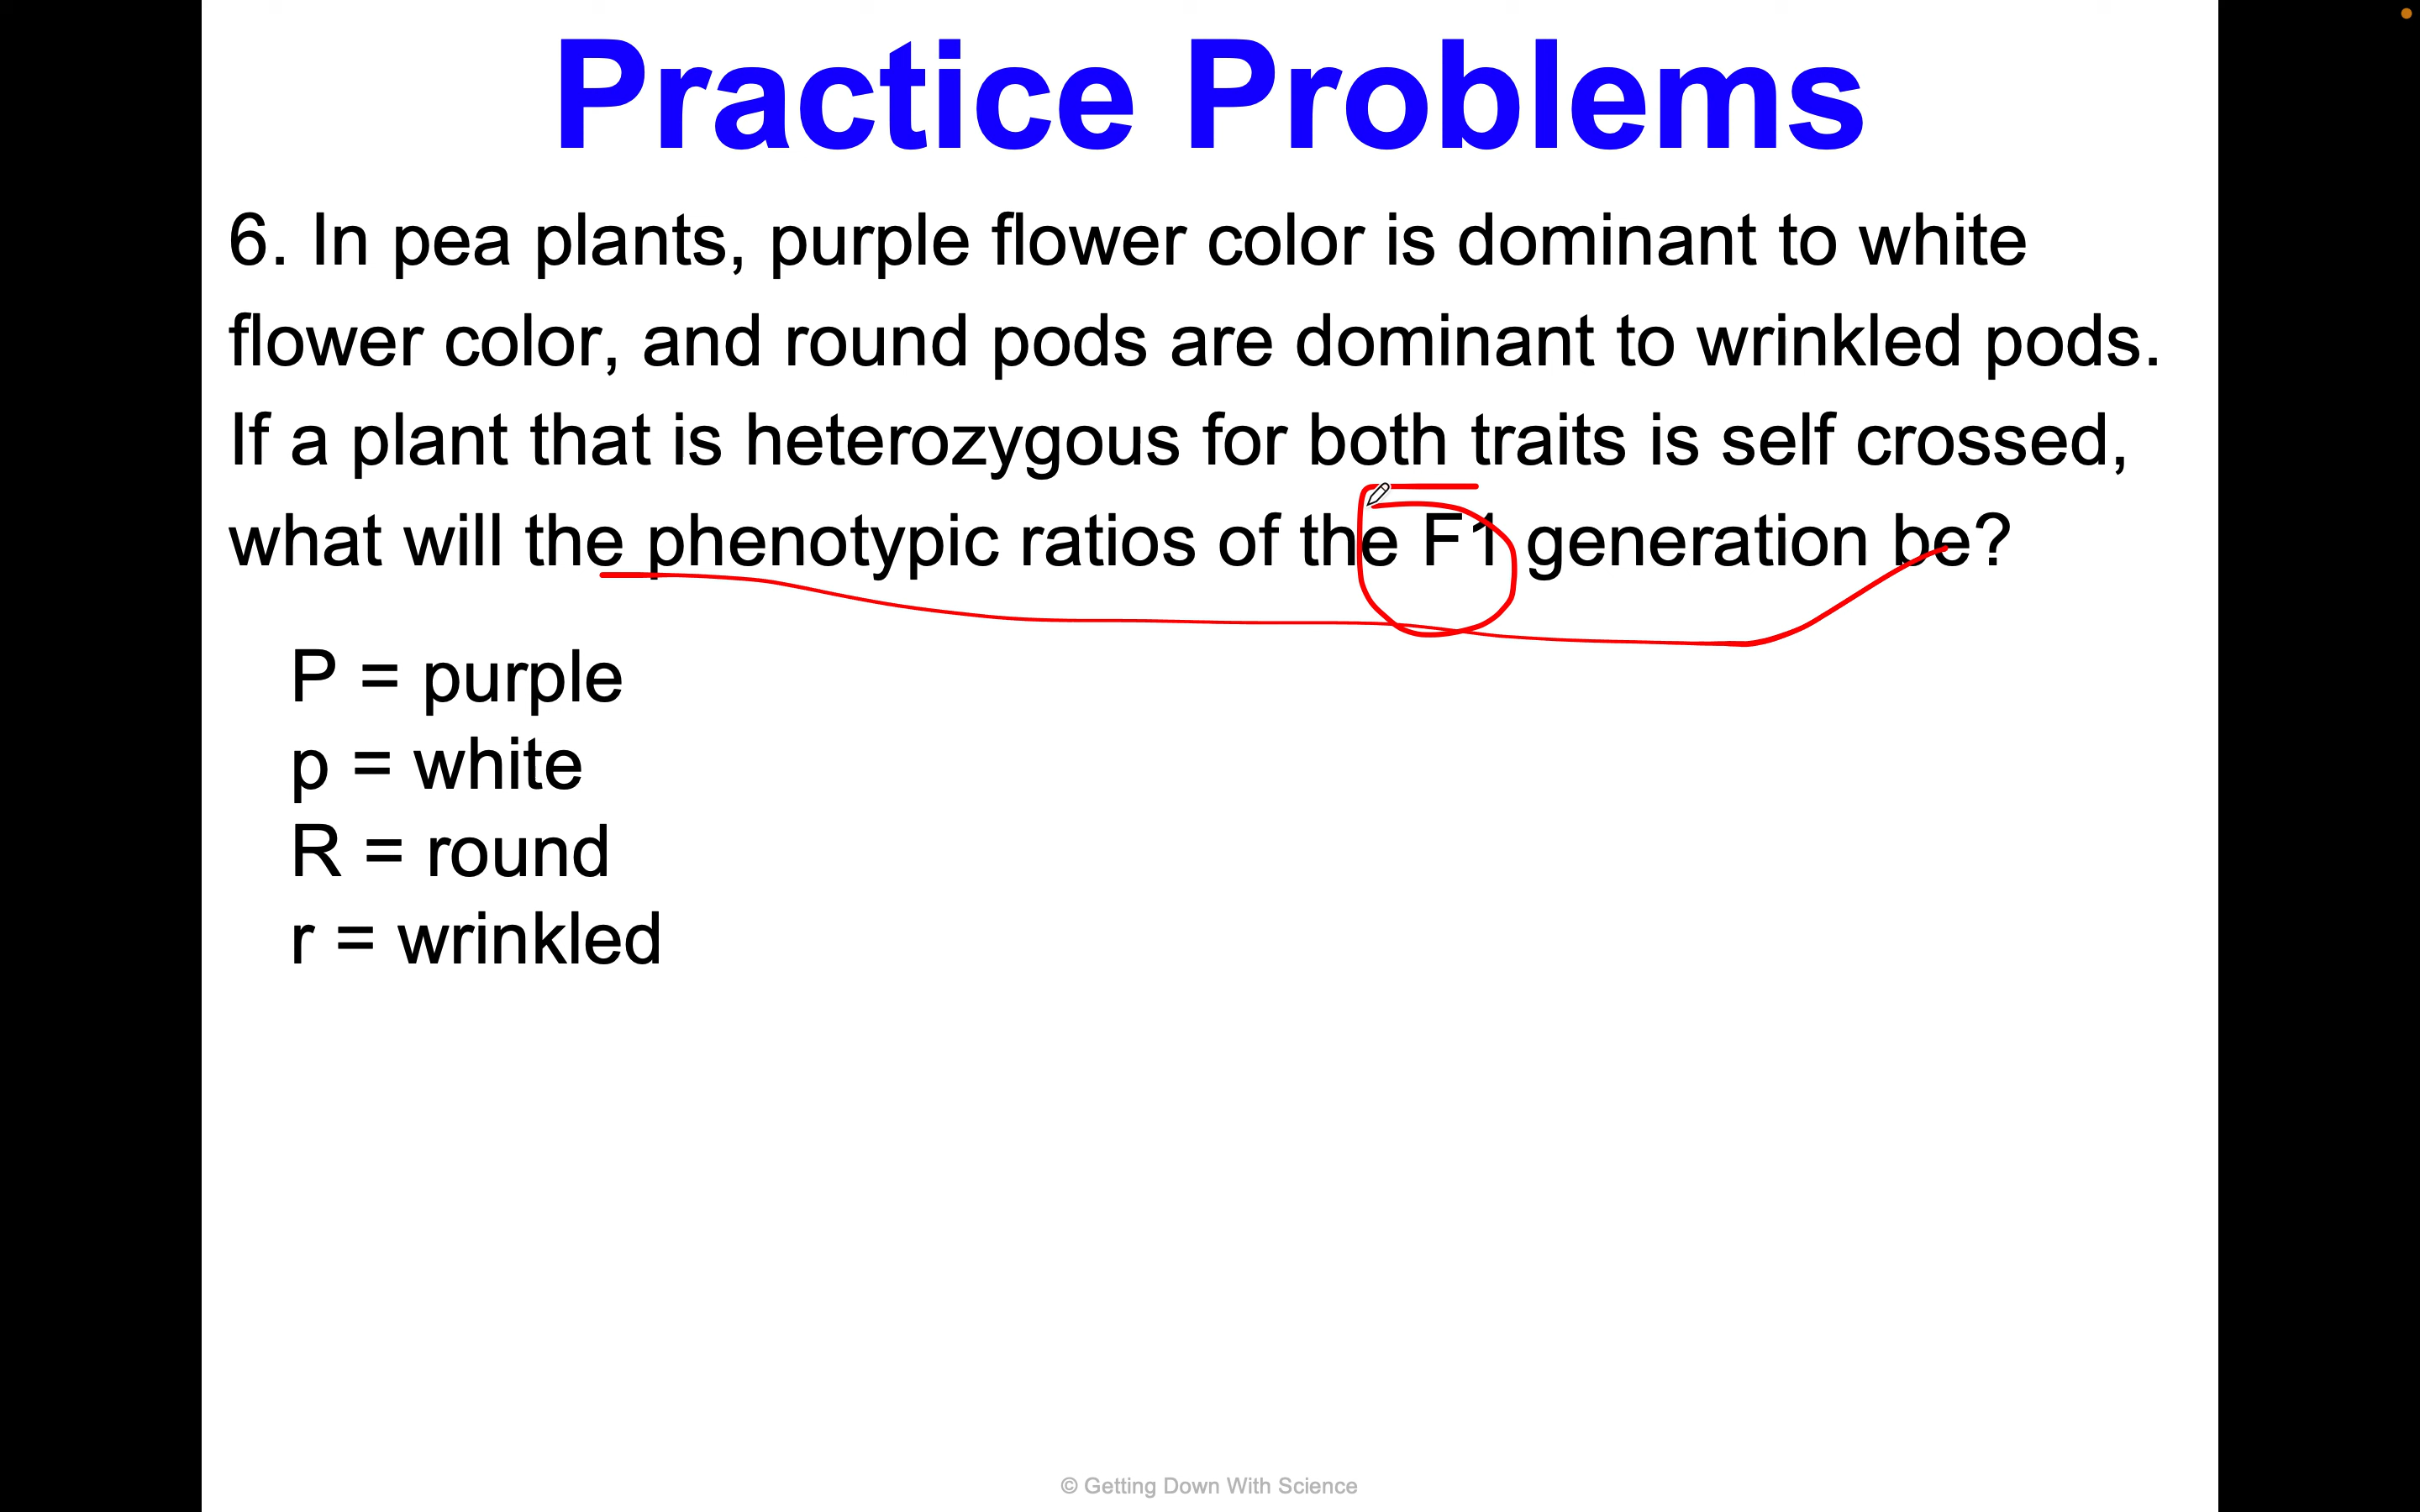 Practice Problems
6. In pea plants, purple flower color is dominant to white
flower color, and round pods are dominant to wrinkled pods.
If a plant that is heterozygous for both traits is self crossed,
what will the phenotypic ratios of the F1 generation be?
P = purple
p = white
R = round
r = wrinkled
© Getting Down With Science